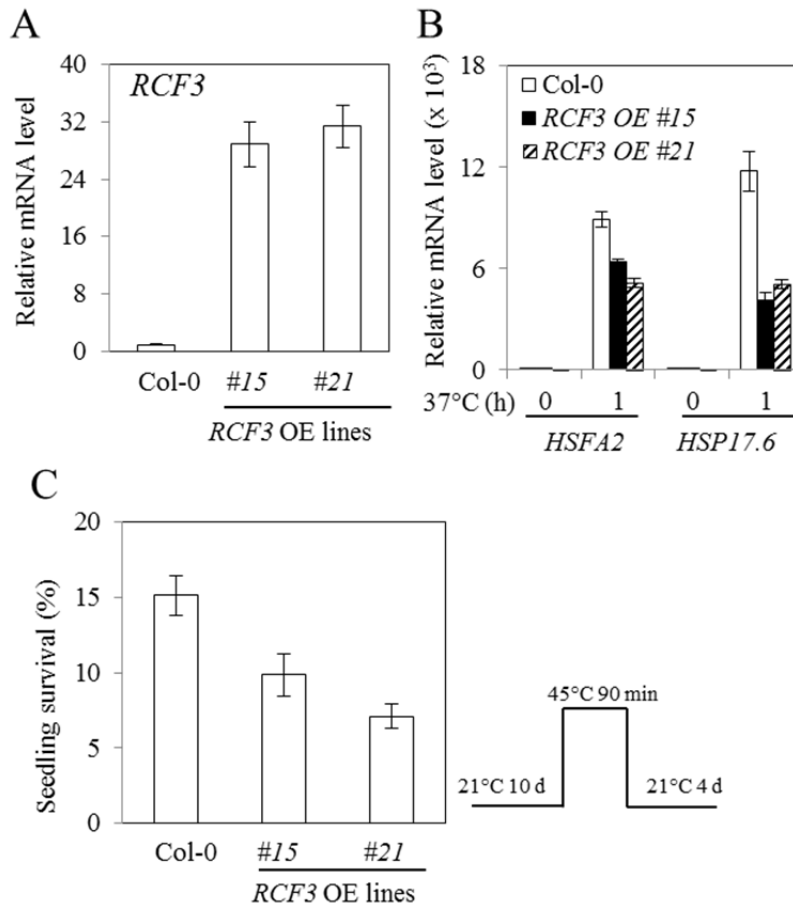 A
RCF3
Relative mRNA level
40
32
24
16
8
0
Col-0 #15 #21
RCF3 OE lines
B
Relative mRNA level (x 10³)
18
12
6
0
Col-0
RCF3 OE #15
RCF3 OE #21
37°C (h) 0 1 0 1
HSFA2 HSP17.6
C
Seedling survival (%)
20
15
10
5
0
Col-0 #15 #21
RCF3 OE lines
45°C 90 min
21°C 10 d 21°C 4 d